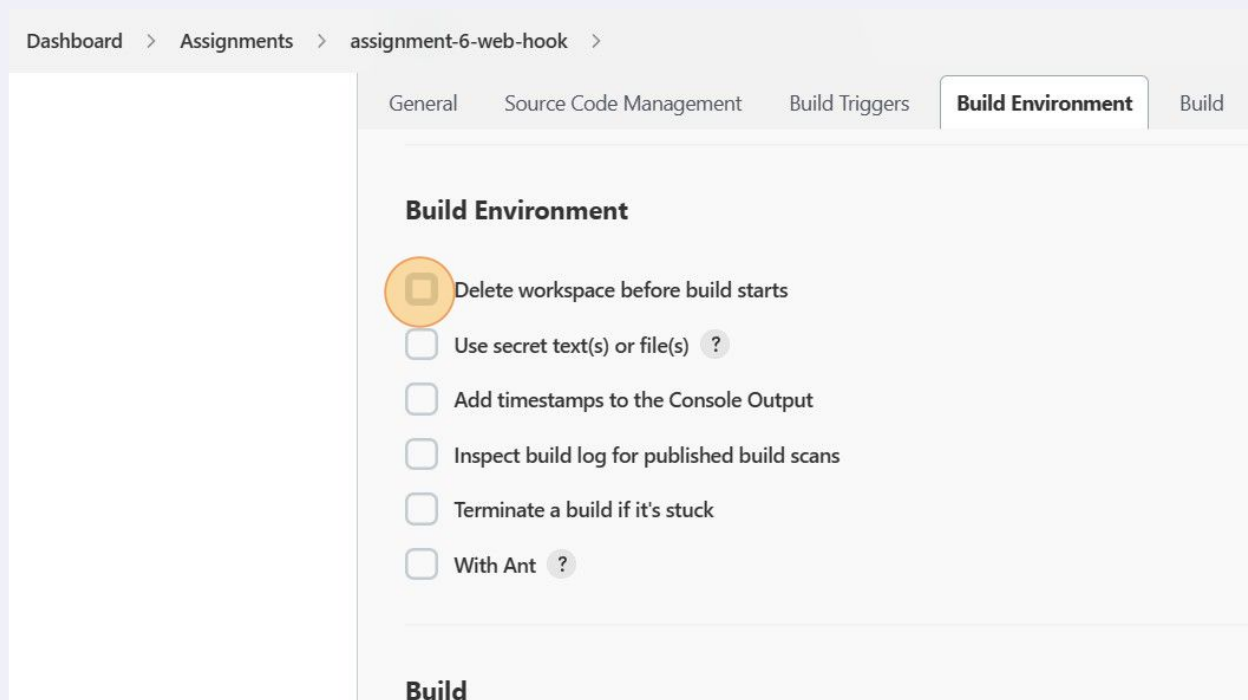 Dashboard > Assignments > assignment-6-web-hook >
General Source Code Management Build Triggers Build Environment Build
Build Environment
Delete workspace before build starts
Use secret text(s) or file(s) ?
Add timestamps to the Console Output
Inspect build log for published build scans
Terminate a build if it's stuck
With Ant ?
Build